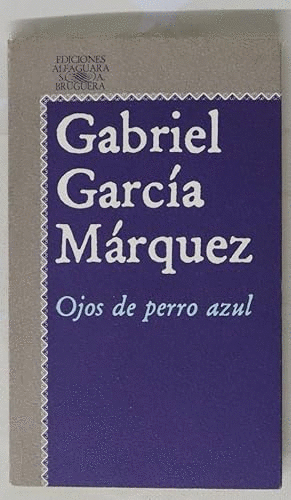 EDICIONES
ALFAGUARA
S. A.
BRUGUERA
Gabriel
García
Márquez
Ojos de perro azul